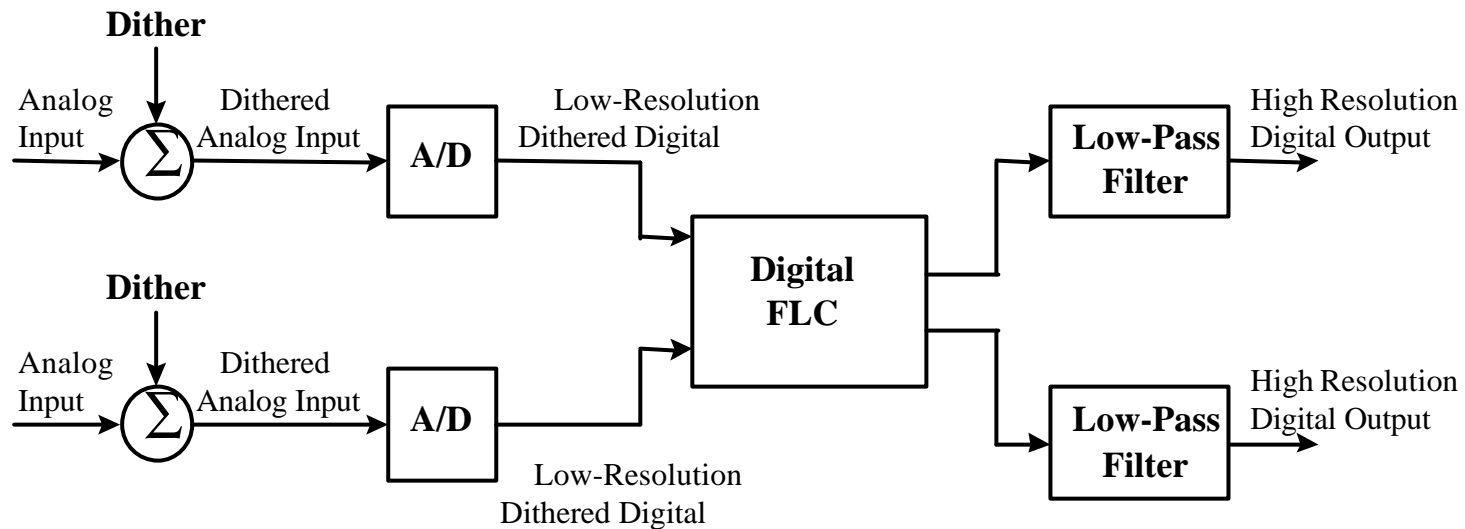 Dither
Analog
Input
Σ
Dithered
Analog Input
A/D
Low-Resolution
Dithered Digital
Low-Pass
Filter
High Resolution
Digital Output
Digital
FLC
Dither
Analog
Input
Σ
Dithered
Analog Input
A/D
Low-Resolution
Dithered Digital
Low-Pass
Filter
High Resolution
Digital Output